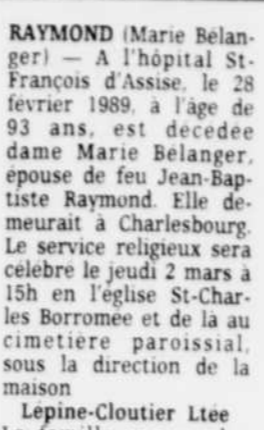 RAYMOND (Marie Bélan-
ger) — A l'hôpital St-
François d'Assise, le 28
février 1989, à l'âge de
93 ans, est décédée
dame Marie Bélanger,
épouse de feu Jean-Bap-
tiste Raymond. Elle de-
meurait à Charlesbourg.
Le service religieux sera
célébré le jeudi 2 mars à
15h en l'église St-Char-
les Borromée et de là au
cimetière paroissial,
sous la direction de la
maison
Lépine-Cloutier Ltée